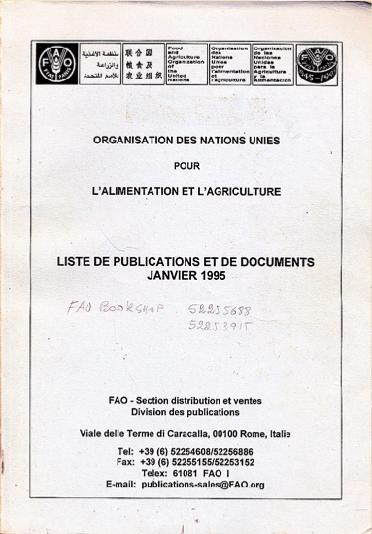 FAO
FIAT PANIS
منظمة الأغذية
والزراعة
للأمم المتحدة
联合国
粮食及
农业组织
Food
and
Agriculture
Organization
of
the
United
Nations
Organisation
des
Nations
Unies
pour
l'alimentation
et
l'agriculture
Organización
de las
Naciones
Unidas
para la
Agricultura
y la
Alimentación
FAO
ORGANISATION DES NATIONS UNIES
POUR
L'ALIMENTATION ET L'AGRICULTURE
LISTE DE PUBLICATIONS ET DE DOCUMENTS
JANVIER 1995
FAO BOOKSHOP 52255688
52253915
FAO - Section distribution et ventes
Division des publications
Viale delle Terme di Caracalla, 00100 Rome, Italie
Tel: +39 (6) 52254608/52256886
Fax: +39 (6) 52255155/52253152
Telex: 61081 FAO I
E-mail: publications-sales@FAO.org